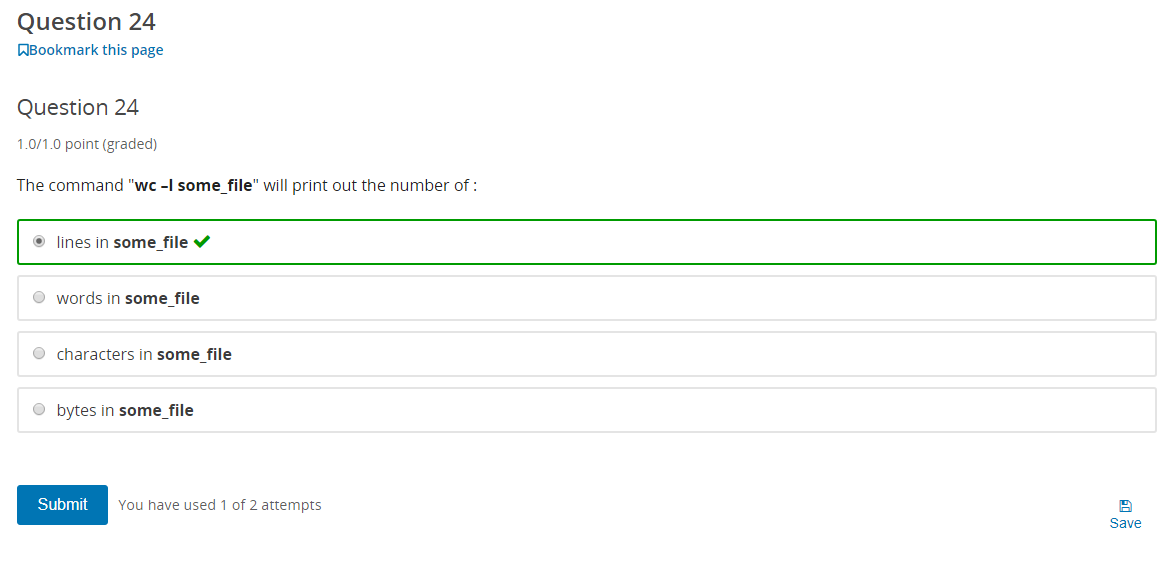 Question 24
Bookmark this page
Question 24
1.0/1.0 point (graded)
The command "wc –l some_file" will print out the number of :
lines in some_file
words in some_file
characters in some_file
bytes in some_file
Submit You have used 1 of 2 attempts
Save